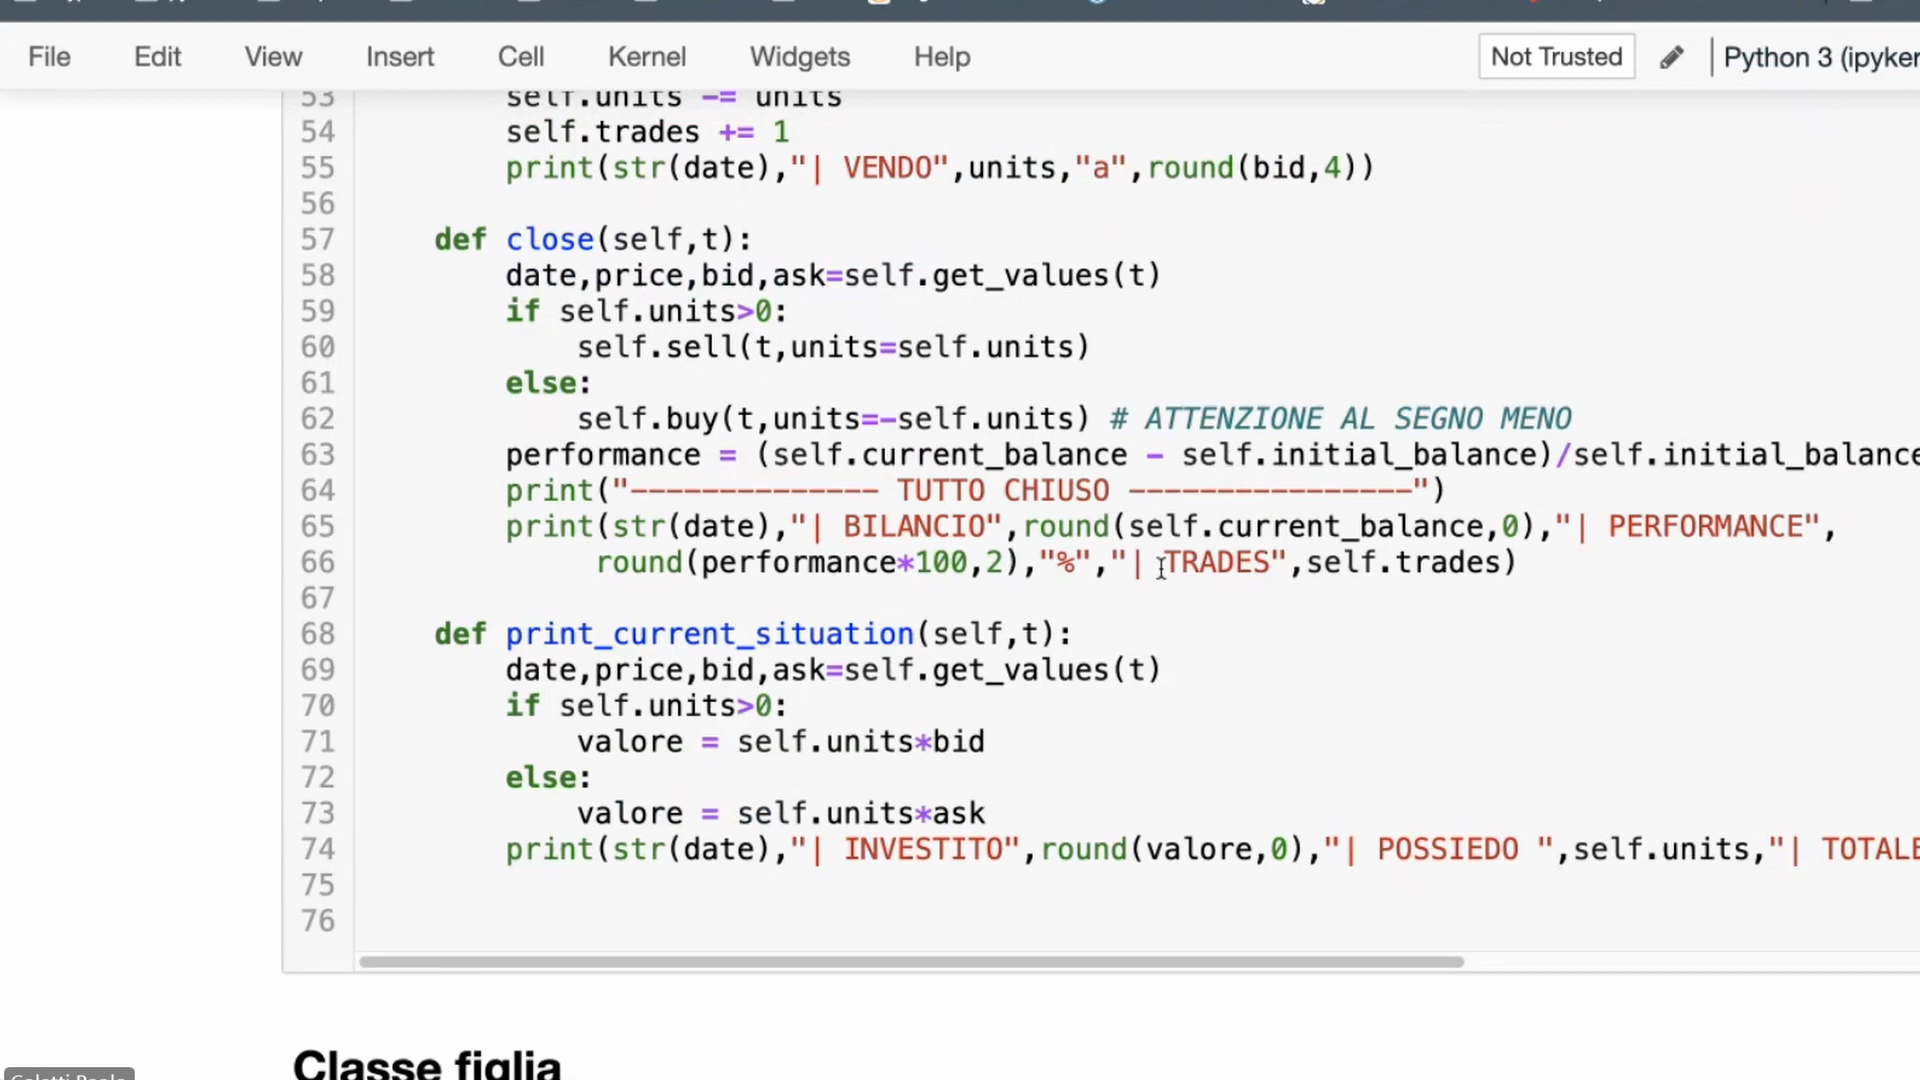 File Edit View Insert Cell Kernel Widgets Help Not Trusted Python 3 (ipyker
53 self.units -= units
54 self.trades += 1
55 print(str(date),"| VENDO",units,"a",round(bid,4))
56
57 def close(self,t):
58 date,price,bid,ask=self.get_values(t)
59 if self.units>0:
60 self.sell(t,units=self.units)
61 else:
62 self.buy(t,units=-self.units) # ATTENZIONE AL SEGNO MENO
63 performance = (self.current_balance - self.initial_balance)/self.initial_balance
64 print("-------------- TUTTO CHIUSO ----------------")
65 print(str(date),"| BILANCIO",round(self.current_balance,0),"| PERFORMANCE",
66 round(performance*100,2),"%","| TRADES",self.trades)
67
68 def print_current_situation(self,t):
69 date,price,bid,ask=self.get_values(t)
70 if self.units>0:
71 valore = self.units*bid
72 else:
73 valore = self.units*ask
74 print(str(date),"| INVESTITO",round(valore,0),"| POSSIEDO ",self.units,"| TOTALE
75
76
Classe figlia